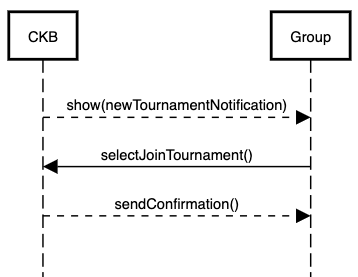 CKB
Group
show(newTournamentNotification)
selectJoinTournament()
sendConfirmation()